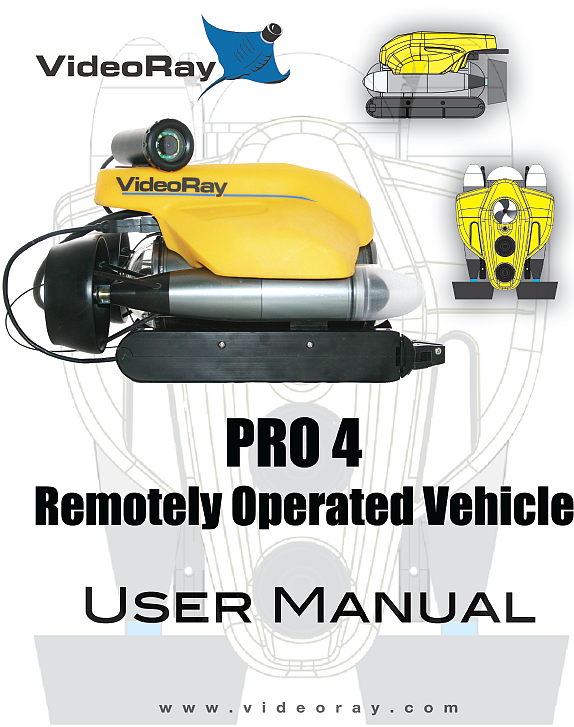 VideoRay
VideoRay
PRO 4
Remotely Operated Vehicle
USER MANUAL
www.videoray.com